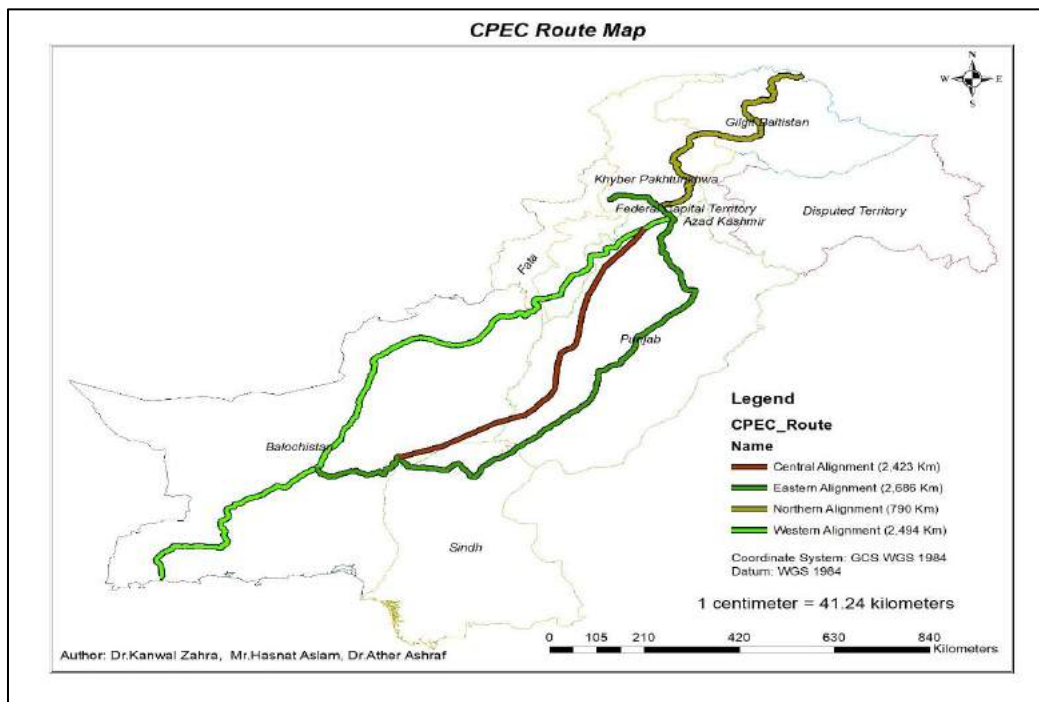 CPEC Route Map
N
W E
S
Gilgit Baltistan
Khyber Pakhtunkhwa
Federal Capital Territory
Azad Kashmir
Disputed Territory
Fata
Punjab
Balochistan
Sindh
Legend
CPEC_Route
Name
Central Alignment (2,423 Km)
Eastern Alignment (2,686 Km)
Northern Alignment (790 Km)
Western Alignment (2,494 Km)
Coordinate System: GCS WGS 1984
Datum: WGS 1984
1 centimeter = 41.24 kilometers
0 105 210 420 630 840
Kilometers
Author: Dr.Kanwal Zahra, Mr.Hasnat Aslam, Dr.Ather Ashraf